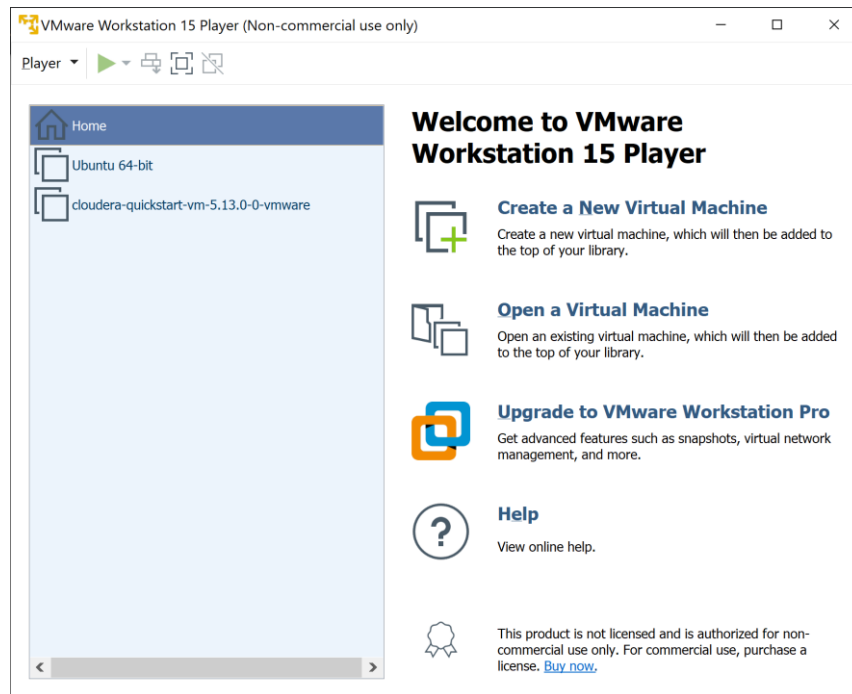 VMware Workstation 15 Player (Non-commercial use only)
Player
Home
Ubuntu 64-bit
cloudera-quickstart-vm-5.13.0-0-vmware
Welcome to VMware
Workstation 15 Player
Create a New Virtual Machine
Create a new virtual machine, which will then be added to
the top of your library.
Open a Virtual Machine
Open an existing virtual machine, which will then be added
to the top of your library.
Upgrade to VMware Workstation Pro
Get advanced features such as snapshots, virtual network
management, and more.
?
Help
View online help.
This product is not licensed and is authorized for non-
commercial use only. For commercial use, purchase a
license. Buy now.